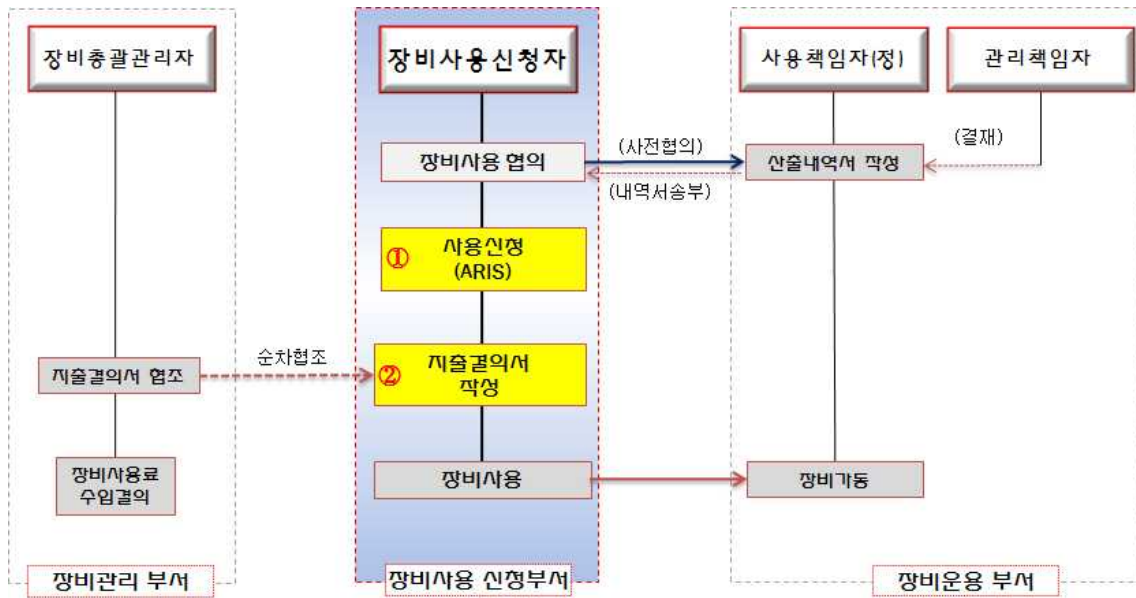 장비총괄관리자
장비사용신청자
사용책임자(정)
관리책임자
장비사용 협의
(사전협의)
(내역서송부)
산출내역서 작성
(결재)
①
사용신청
(ARIS)
지출결의서 협조
순차협조
②
지출결의서
작성
장비사용료
수입결의
장비사용
장비가동
장비관리 부서
장비사용 신청부서
장비운용 부서